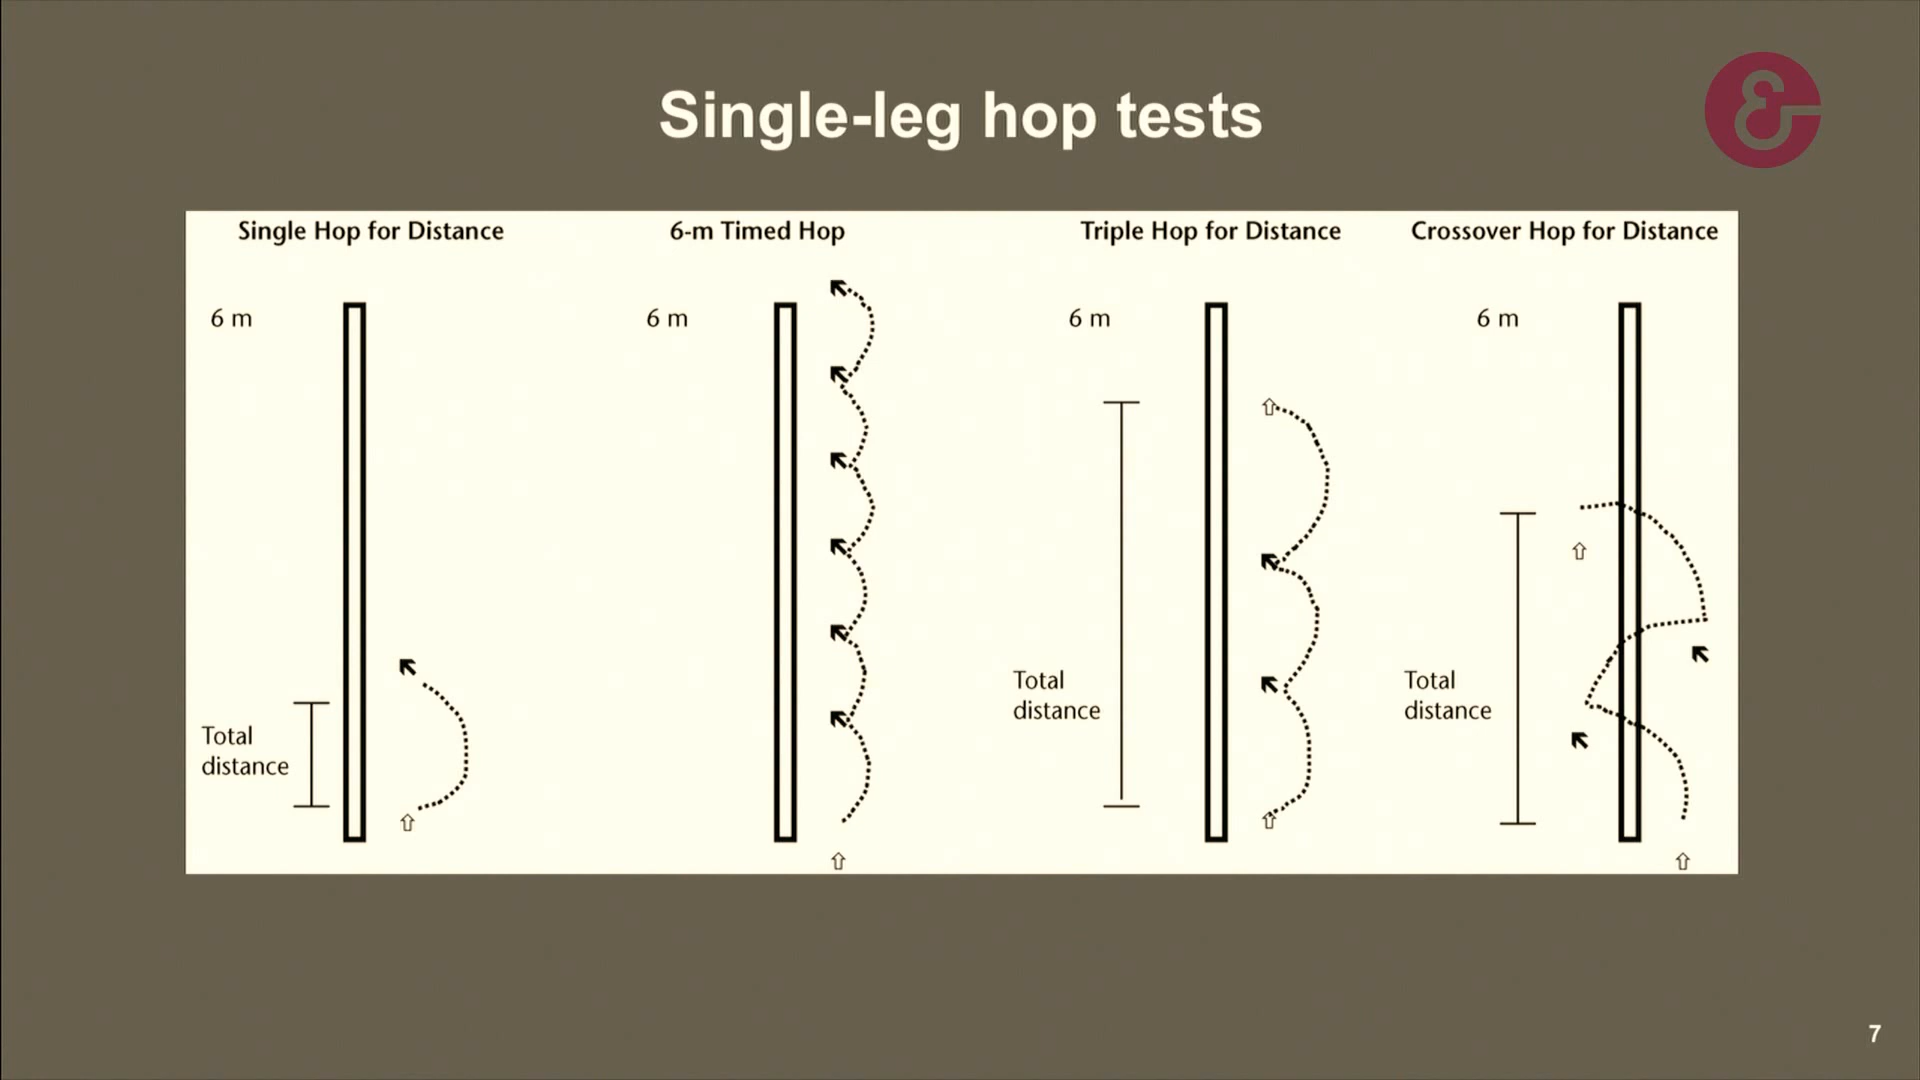 Single-leg hop tests
&
Single Hop for Distance
6 m
Total
distance
6-m Timed Hop
6 m
Triple Hop for Distance
6 m
Total
distance
Crossover Hop for Distance
6 m
Total
distance
7